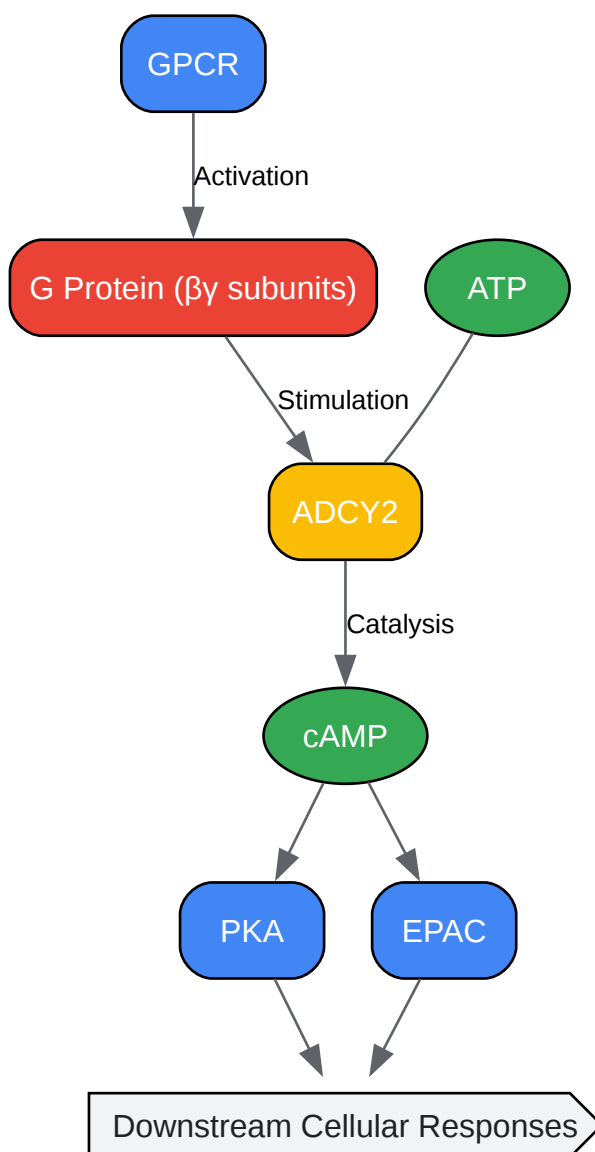 GPCR
Activation
G Protein (βγ subunits)
ATP
Stimulation
ADCY2
Catalysis
cAMP
PKA
EPAC
Downstream Cellular Responses